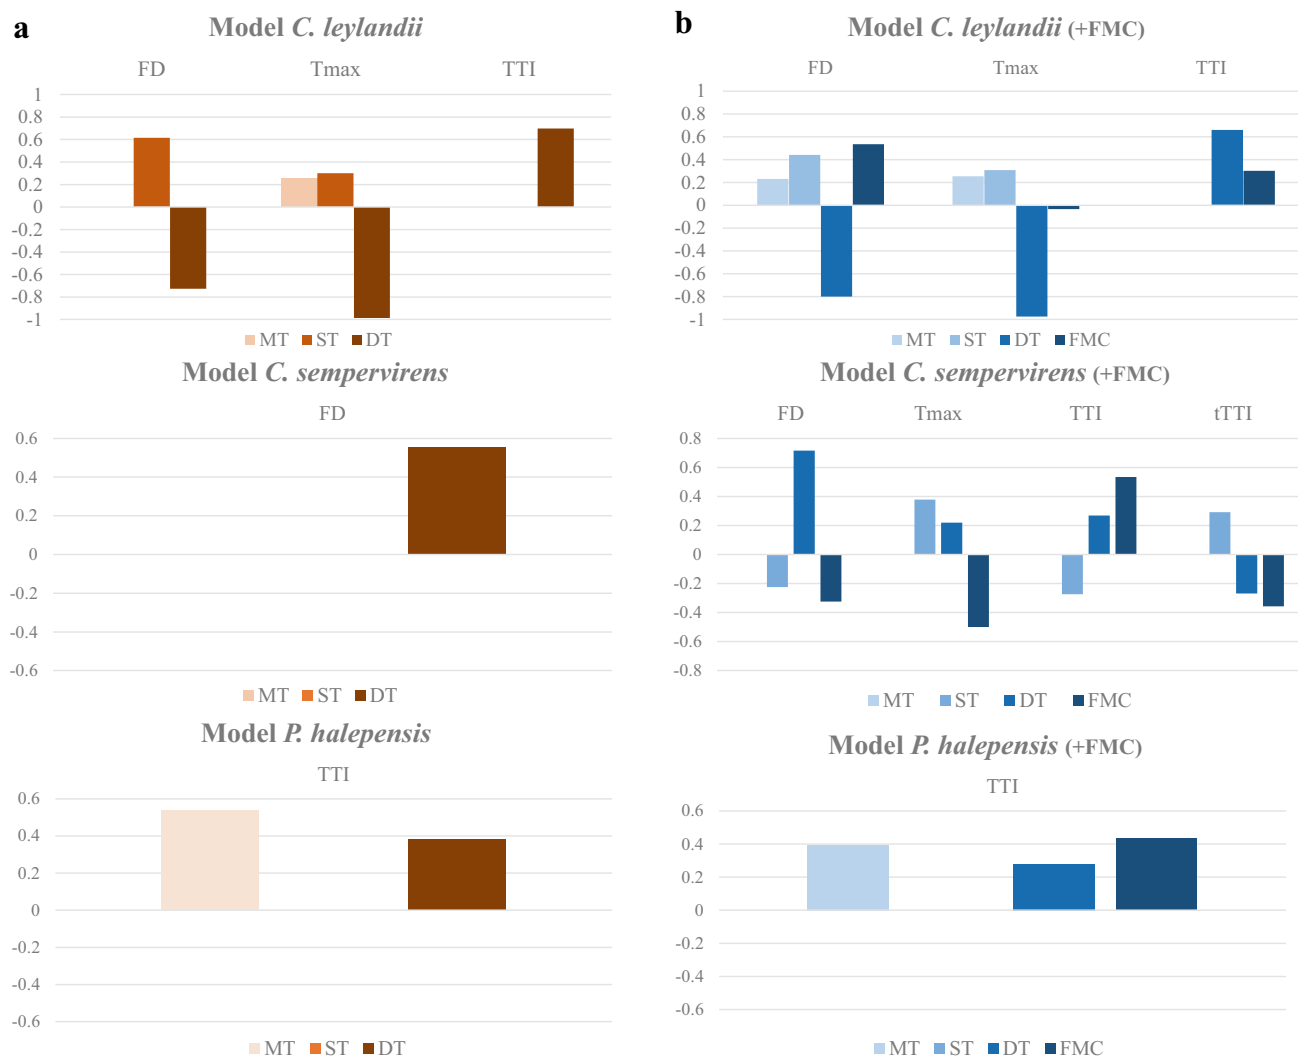 a
Model C. leylandii
FD Tmax TTI
1
0.8
0.6
0.4
0.2
0
-0.2
-0.4
-0.6
-0.8
-1
MT ST DT
Model C. sempervirens
FD
0.6
0.4
0.2
0
-0.2
-0.4
-0.6
MT ST DT
Model P. halepensis
TTI
0.6
0.4
0.2
0
-0.2
-0.4
-0.6
MT ST DT
b
Model C. leylandii (+FMC)
FD Tmax TTI
1
0.8
0.6
0.4
0.2
0
-0.2
-0.4
-0.6
-0.8
-1
MT ST DT FMC
Model C. sempervirens (+FMC)
FD Tmax TTI tTTI
0.8
0.6
0.4
0.2
0
-0.2
-0.4
-0.6
-0.8
MT ST DT FMC
Model P. halepensis (+FMC)
TTI
0.6
0.4
0.2
0
-0.2
-0.4
-0.6
MT ST DT FMC